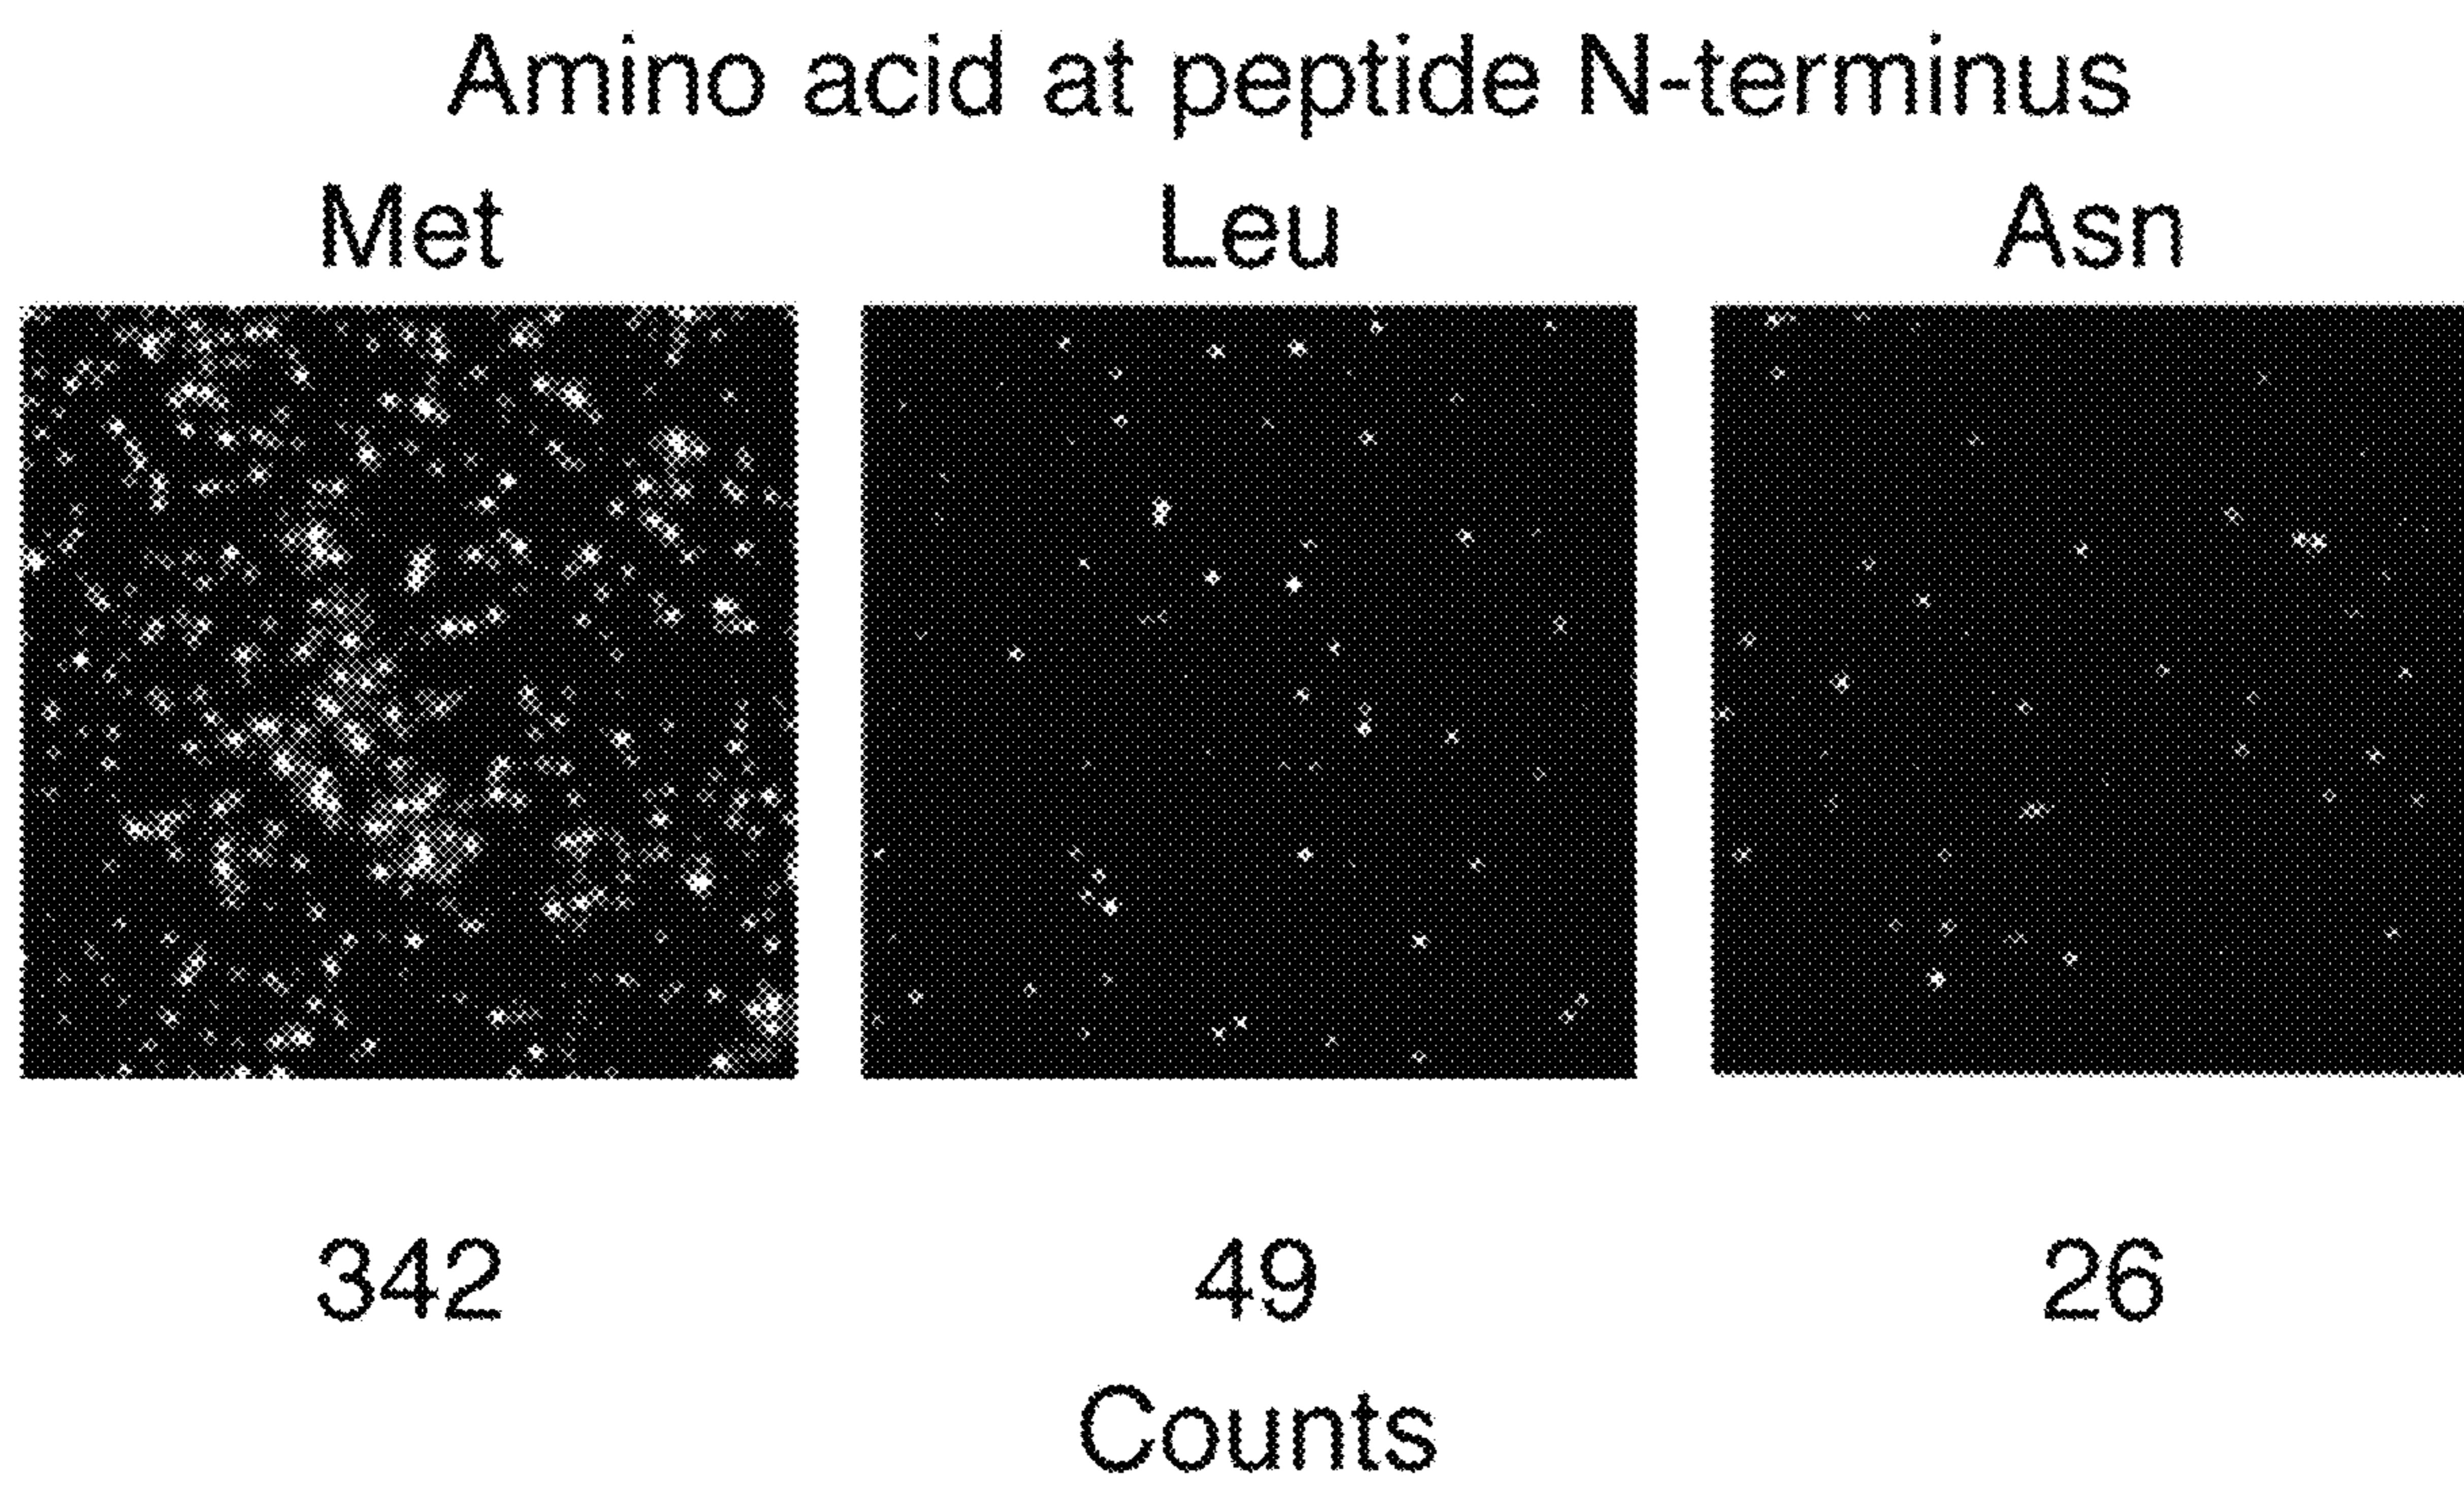 Amino acid at peptide N-terminus
Met Leu Asn
342 49 26
Counts